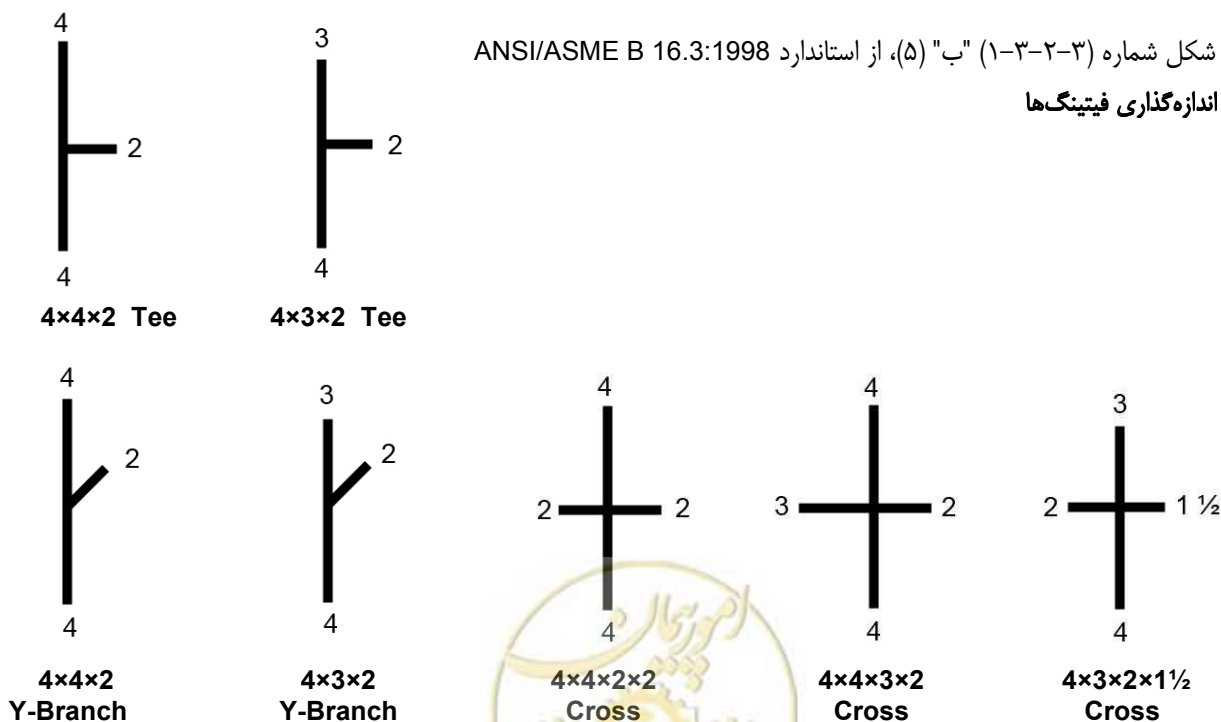 شکل شماره (۳-۲-۳-۱) "ب" (۵)، از استاندارد ANSI/ASME B 16.3:1998
اندازه‌گذاری فیتینگ‌ها
4
2
4
4×4×2 Tee
3
2
4
4×3×2 Tee
4
2
4
4×4×2
Y-Branch
3
2
4
4×3×2
Y-Branch
4
2
2
4
4×4×2×2
Cross
4
3
2
4
4×4×3×2
Cross
3
2
1 ½
4
4×3×2×1½
Cross
امور پیمان